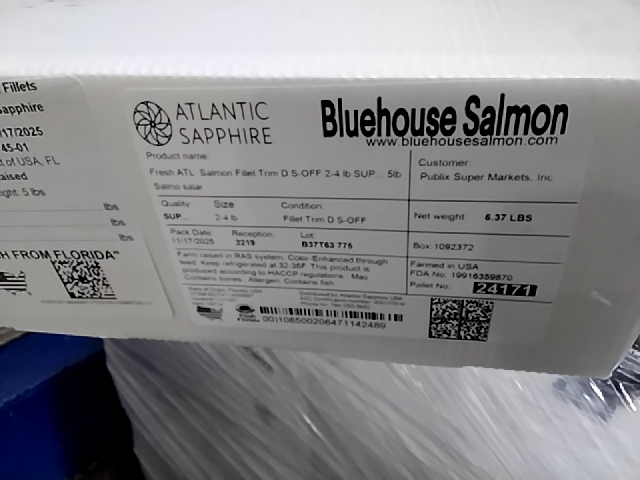 Fillets
Sapphire
/17/2025
45-01
of USA, FL
aised
ght: 5 lbs
lbs
lbs
lbs
H FROM FLORIDA"
ATLANTIC
SAPPHIRE
Bluehouse Salmon
www.bluehousesalmon.com
Product name:
Fresh ATL Salmon Fillet Trim D S-OFF 2-4 lb SUP... 5lb
Salmo salar
Customer:
Publix Super Markets, Inc
Quality Size Condition:
SUP... 2-4 lb Fillet Trim D S-OFF
Net weight: 6.37 LBS
Pack Date: Reception: Lot:
11/17/2025 2219 B37T63 775
Box: 1092372
Farm raised in RAS system. Color Enhanced through
feed. Keep refrigerated at 32-38F. This product is
produced according to HACCP regulations. May
Contains bones. Allergen: Contains fish
Farmed in USA
FDA No. 19916359870
Pallet No: 24171
(00)108500206471142489